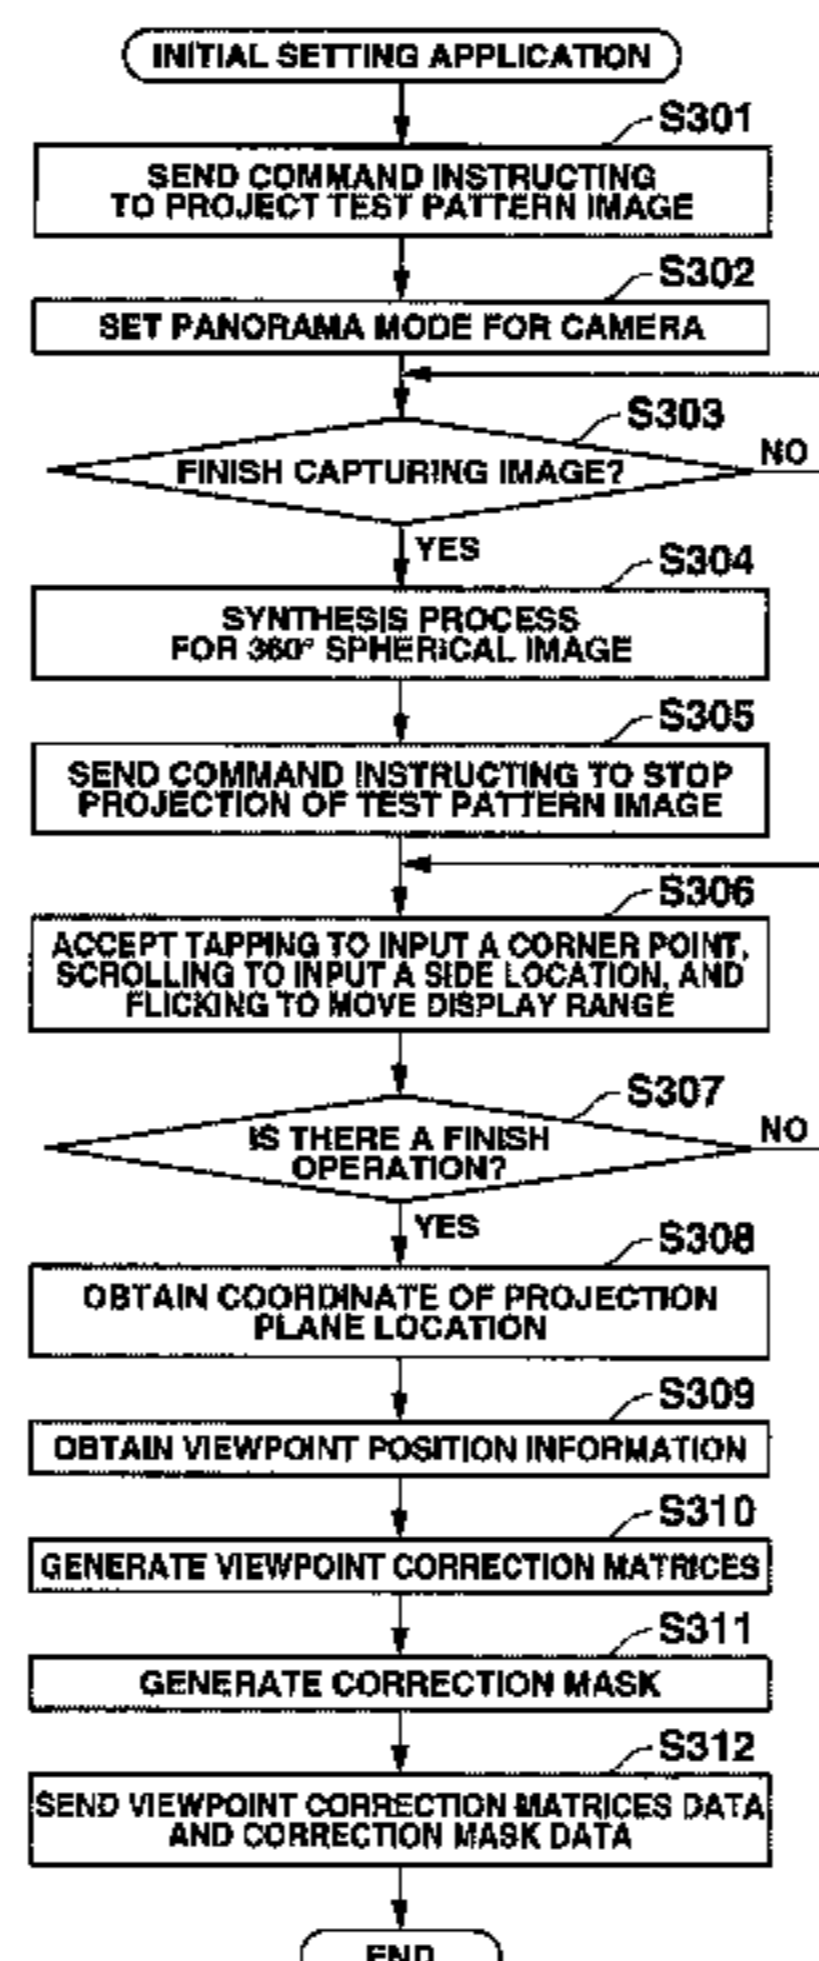 INITIAL SETTING APPLICATION
S301
SEND COMMAND INSTRUCTING
TO PROJECT TEST PATTERN IMAGE
S302
SET PANORAMA MODE FOR CAMERA
S303
FINISH CAPTURING IMAGE?
NO
YES
S304
SYNTHESIS PROCESS
FOR 360° SPHERICAL IMAGE
S305
SEND COMMAND INSTRUCTING TO STOP
PROJECTION OF TEST PATTERN IMAGE
S306
ACCEPT TAPPING TO INPUT A CORNER POINT,
SCROLLING TO INPUT A SIDE LOCATION, AND
FLICKING TO MOVE DISPLAY RANGE
S307
IS THERE A FINISH
OPERATION?
NO
YES
S308
OBTAIN COORDINATE OF PROJECTION
PLANE LOCATION
S309
OBTAIN VIEWPOINT POSITION INFORMATION
S310
GENERATE VIEWPOINT CORRECTION MATRICES
S311
GENERATE CORRECTION MASK
S312
SEND VIEWPOINT CORRECTION MATRICES DATA
AND CORRECTION MASK DATA
END